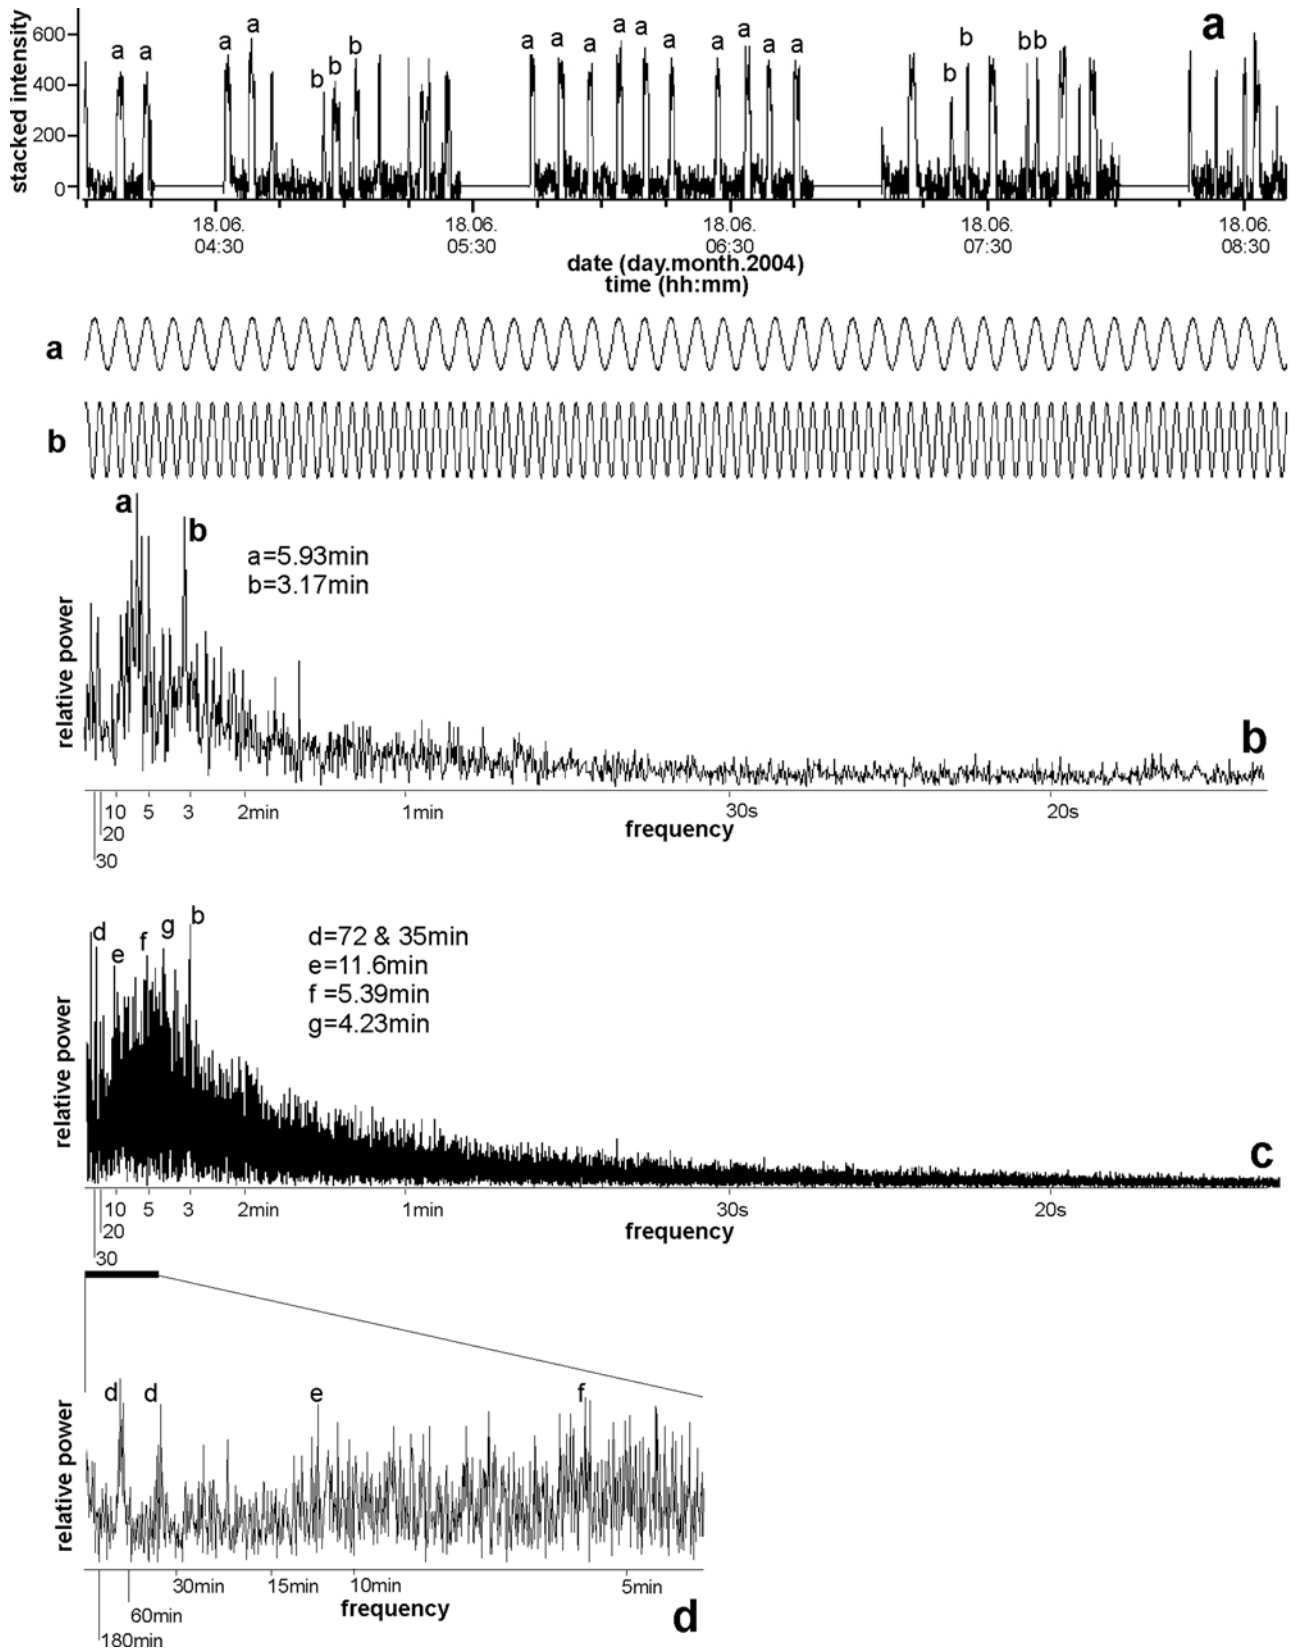 a
stacked intensity
600
400
200
0
a a a a b b b a a a a a a a a a a b b b b
18.06. 18.06. 18.06. 18.06. 18.06.
04:30 05:30 06:30 07:30 08:30
date (day.month.2004)
time (hh:mm)
a
b
a
b
a=5.93min
b=3.17min
relative power
b
10 5 3 2min 1min 30s 20s
20
30
frequency
d e f g b
d=72 & 35min
e=11.6min
f =5.39min
g=4.23min
relative power
c
10 5 3 2min 1min 30s 20s
20
30
frequency
d d e f
relative power
30min 15min 10min 5min
60min
180min
frequency
d